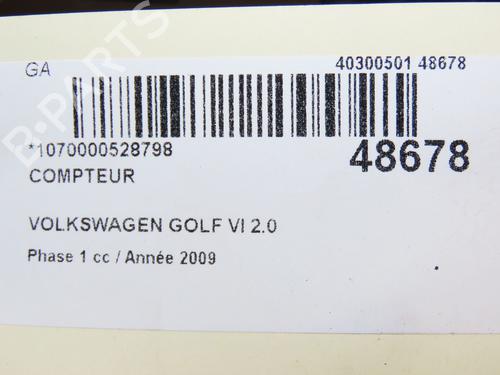 GA
40300501 48678
*1070000528798
48678
COMPTEUR
VOLKSWAGEN GOLF VI 2.0
Phase 1 cc / Année 2009
B-PARTS